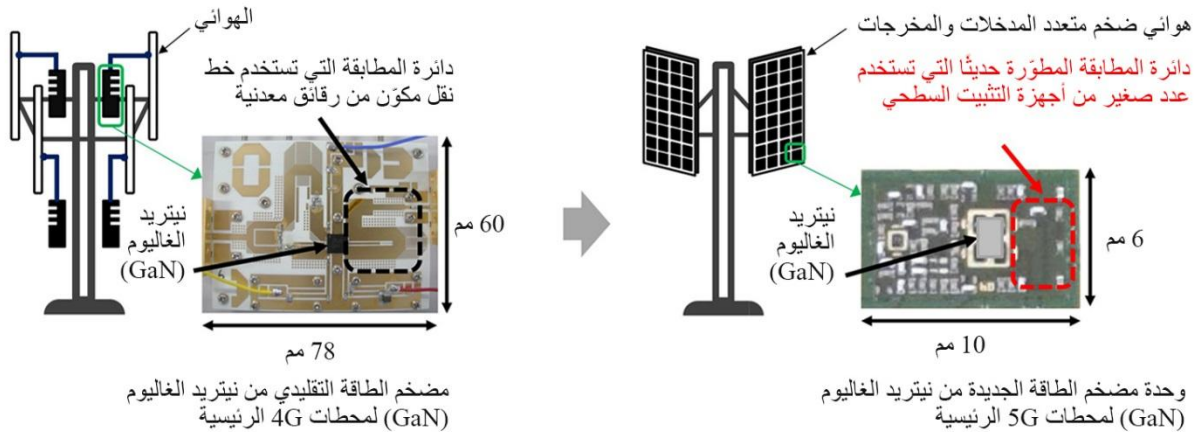 الهوائي
دائرة المطابقة التي تستخدم خط
نقل مكوّن من رقائق معدنية
نيتريد
الغاليوم
(GaN)
60 مم
78 مم
مضخم الطاقة التقليدي من نيتريد الغاليوم
(GaN) لمحطات 4G الرئيسية
هوائي ضخم متعدد المدخلات والمخرجات
دائرة المطابقة المطوّرة حديثًا التي تستخدم
عدد صغير من أجهزة التثبيت السطحي
نيتريد
الغاليوم
(GaN)
6 مم
10 مم
وحدة مضخم الطاقة الجديدة من نيتريد الغاليوم
(GaN) لمحطات 5G الرئيسية